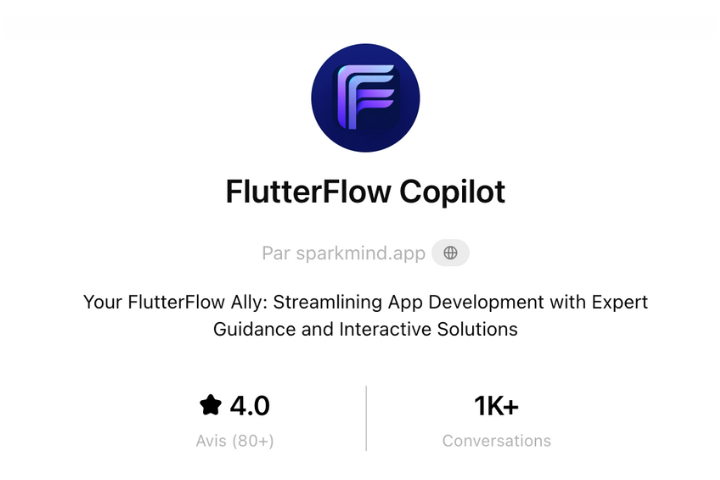 FlutterFlow Copilot
Par sparkmind.app
Your FlutterFlow Ally: Streamlining App Development with Expert
Guidance and Interactive Solutions
★ 4.0
Avis (80+)
1K+
Conversations